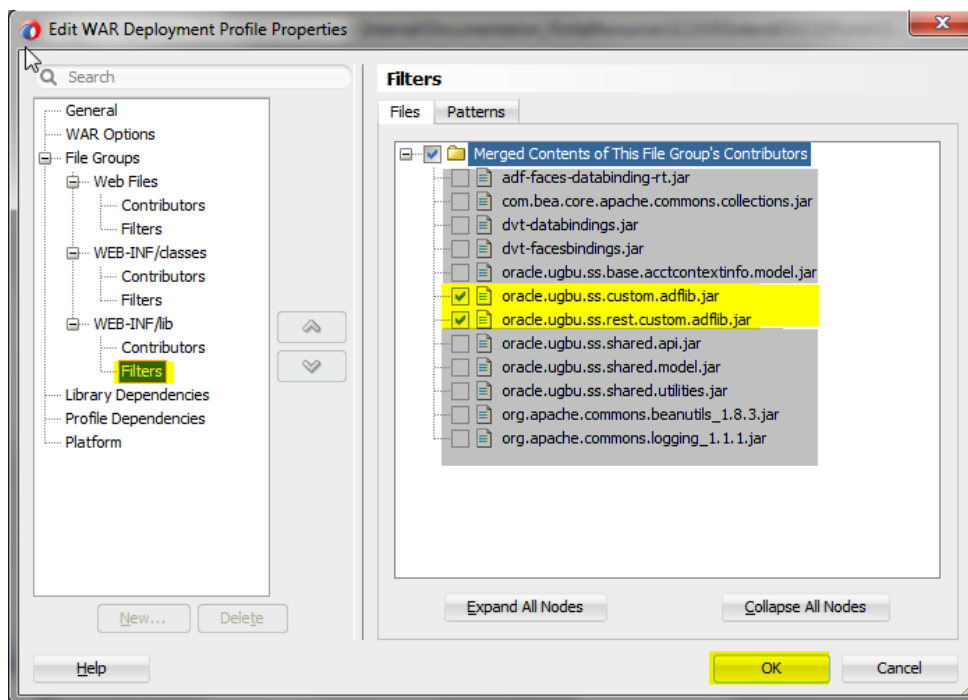 Edit WAR Deployment Profile Properties
Search
General
WAR Options
File Groups
Web Files
Contributors
Filters
WEB-INF/classes
Contributors
Filters
WEB-INF/lib
Contributors
Filters
Library Dependencies
Profile Dependencies
Platform
New...
Delete
Filters
Files
Patterns
Merged Contents of This File Group's Contributors
adf-faces-databinding-rt.jar
com.bea.core.apache.commons.collections.jar
dvt-databindings.jar
dvt-facesbindings.jar
oracle.ugbu.ss.base.acctcontextinfo.model.jar
oracle.ugbu.ss.custom.adflib.jar
oracle.ugbu.ss.rest.custom.adflib.jar
oracle.ugbu.ss.shared.api.jar
oracle.ugbu.ss.shared.model.jar
oracle.ugbu.ss.shared.utilities.jar
org.apache.commons.beanutils_1.8.3.jar
org.apache.commons.logging_1.1.1.jar
Expand All Nodes
Collapse All Nodes
Help
OK
Cancel